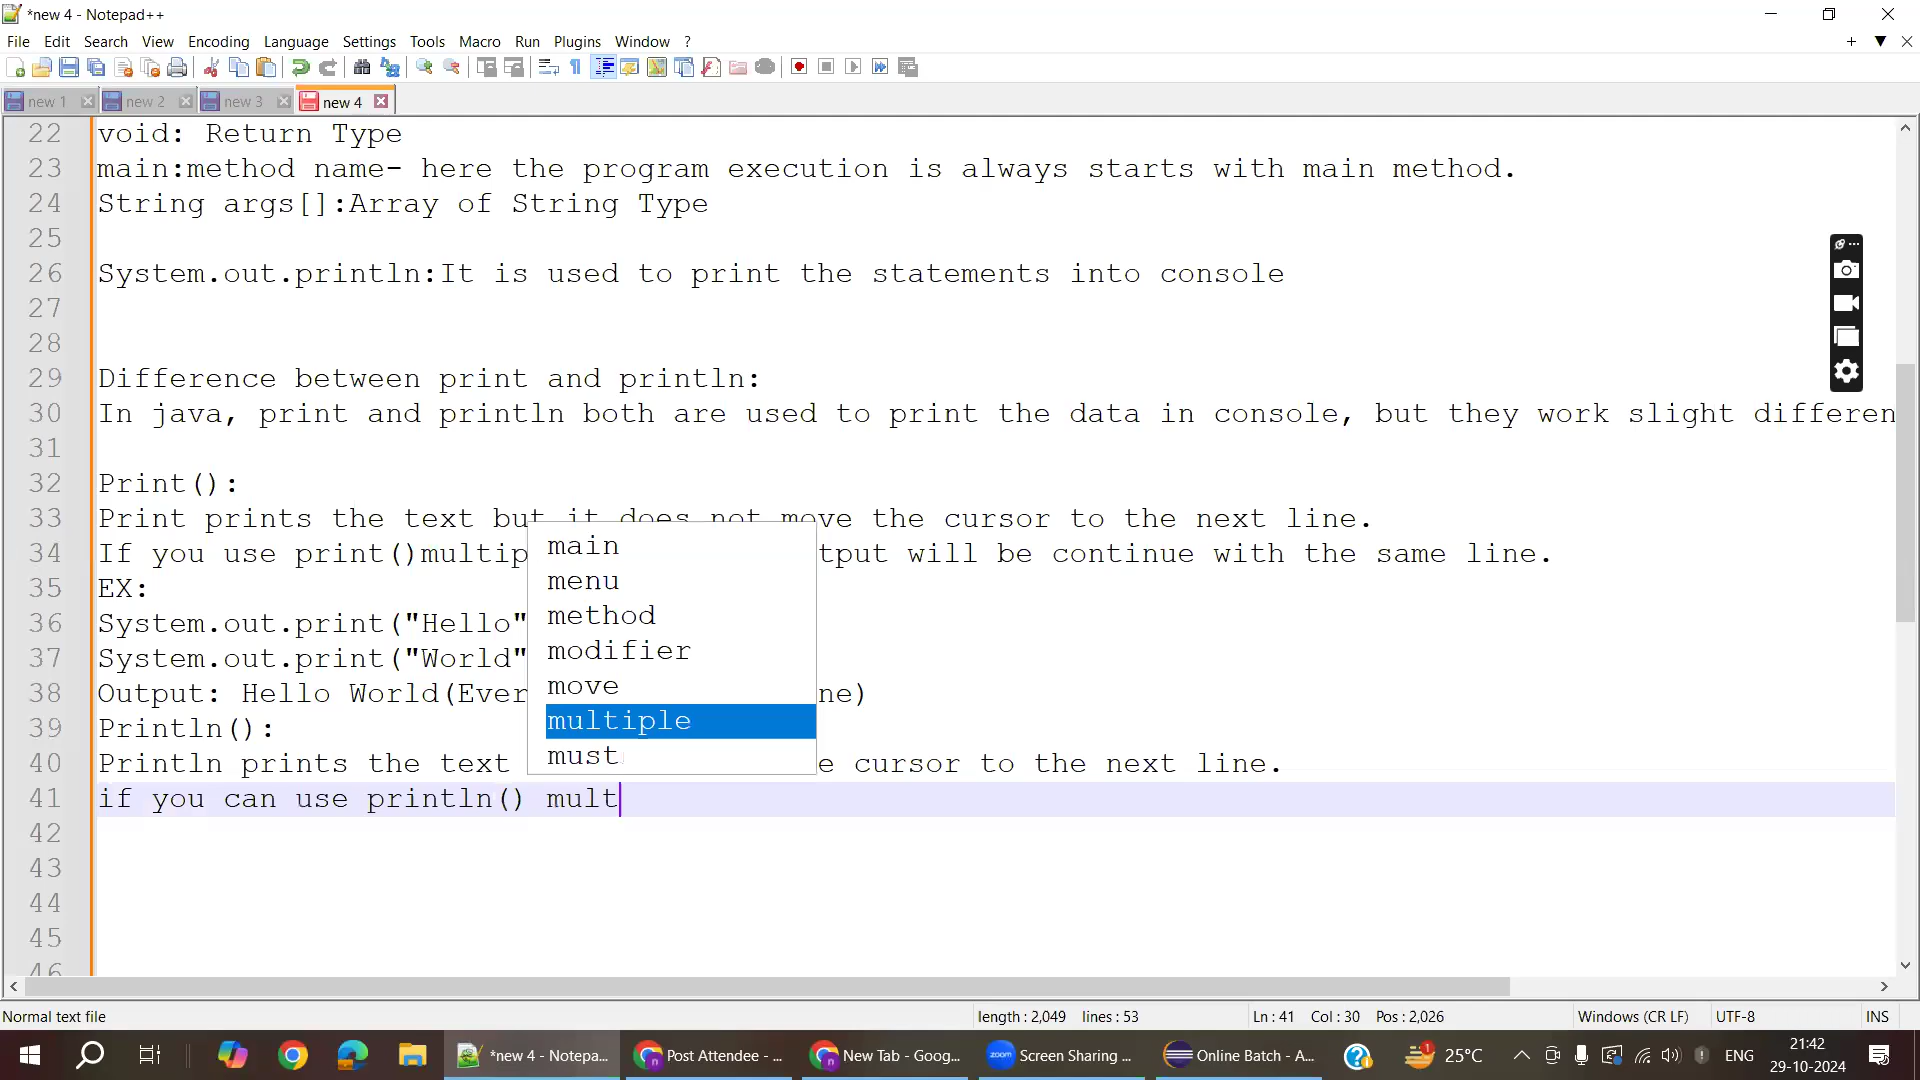 *new 4 - Notepad++
File Edit Search View Encoding Language Settings Tools Macro Run Plugins Window ?
new 1 new 2 new 3 new 4
22 void: Return Type
23 main:method name- here the program execution is always starts with main method.
24 String args[]:Array of String Type
25
26 System.out.println:It is used to print the statements into console
27
28
29 Difference between print and println:
30 In java, print and println both are used to print the data in console, but they work slight differen
31
32 Print():
33 Print prints the text but it does not move the cursor to the next line.
34 If you use print()multip tput will be continue with the same line.
35 EX:
36 System.out.print("Hello"
37 System.out.print("World"
38 Output: Hello World(Ever ne)
39 Println():
40 Println prints the text e cursor to the next line.
41 if you can use println() mult
42
43
44
45
46
main
menu
method
modifier
move
multiple
must
Normal text file length : 2,049 lines : 53 Ln : 41 Col : 30 Pos : 2,026 Windows (CR LF) UTF-8 INS
*new 4 - Notepa... Post Attendee - ... New Tab - Goog... zoom Screen Sharing ... Online Batch - A... 25°C ENG 21:42
29-10-2024